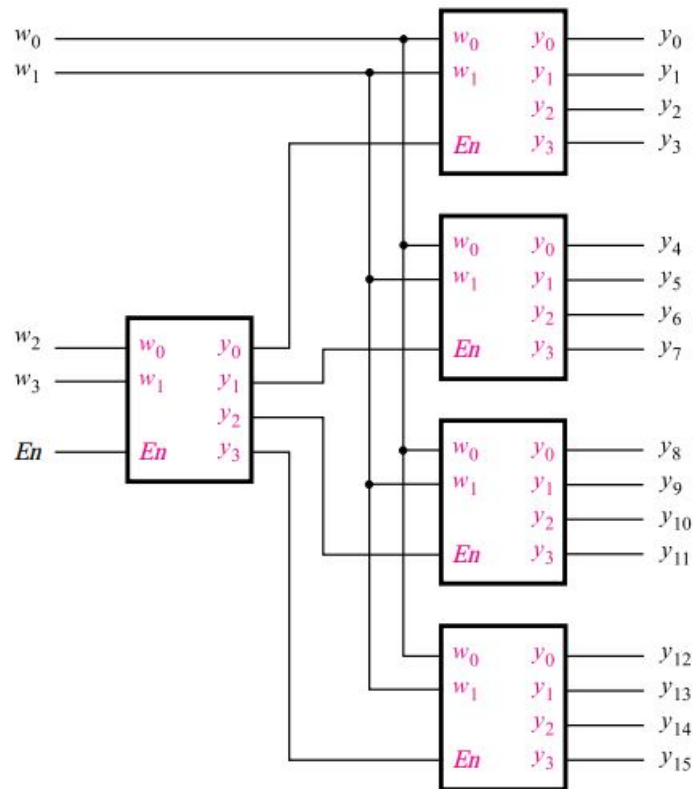 w0 w0 y0 y0
w1 w1 y1 y1
y2 y2
En y3 y3
w0 y0 y4
w1 y1 y5
y2 y6
En y3 y7
w2 w0 y0
w3 w1 y1
y2
En En y3
w0 y0 y8
w1 y1 y9
y2 y10
En y3 y11
w0 y0 y12
w1 y1 y13
y2 y14
En y3 y15